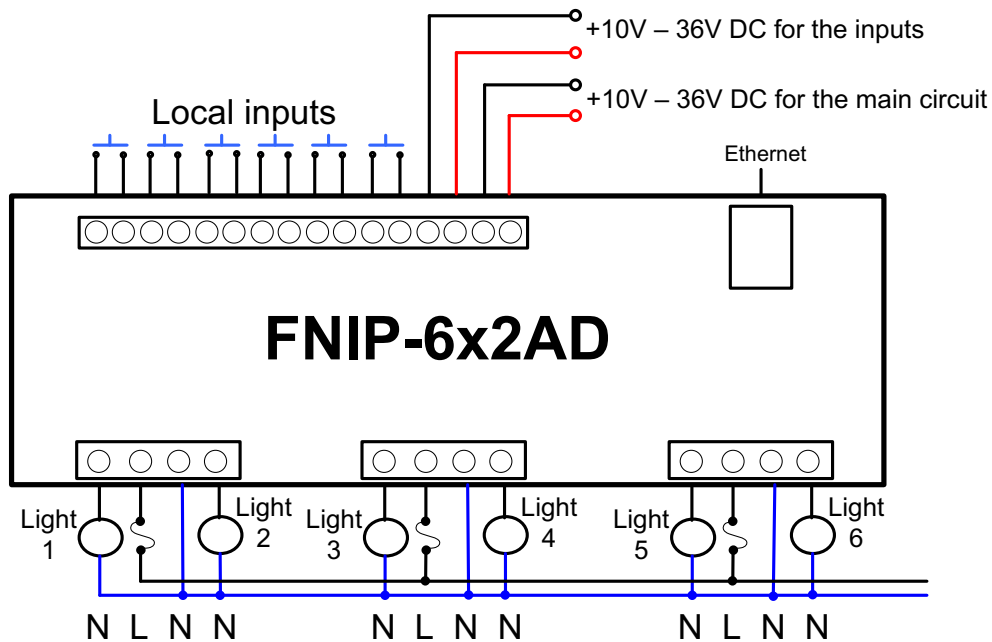 +10V – 36V DC for the inputs
+10V – 36V DC for the main circuit
Local inputs
Ethernet
FNIP-6x2AD
Light
1
Light
2
Light
3
Light
4
Light
5
Light
6
N L N N
N L N N
N L N N